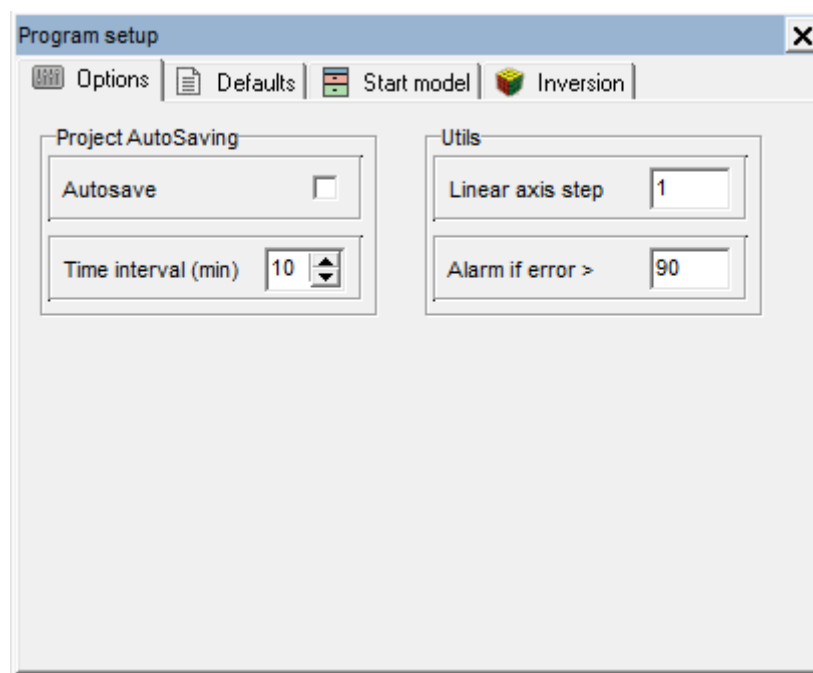 Program setup
Options Defaults Start model Inversion
Project AutoSaving
Autosave
Time interval (min) 10
Utils
Linear axis step 1
Alarm if error > 90